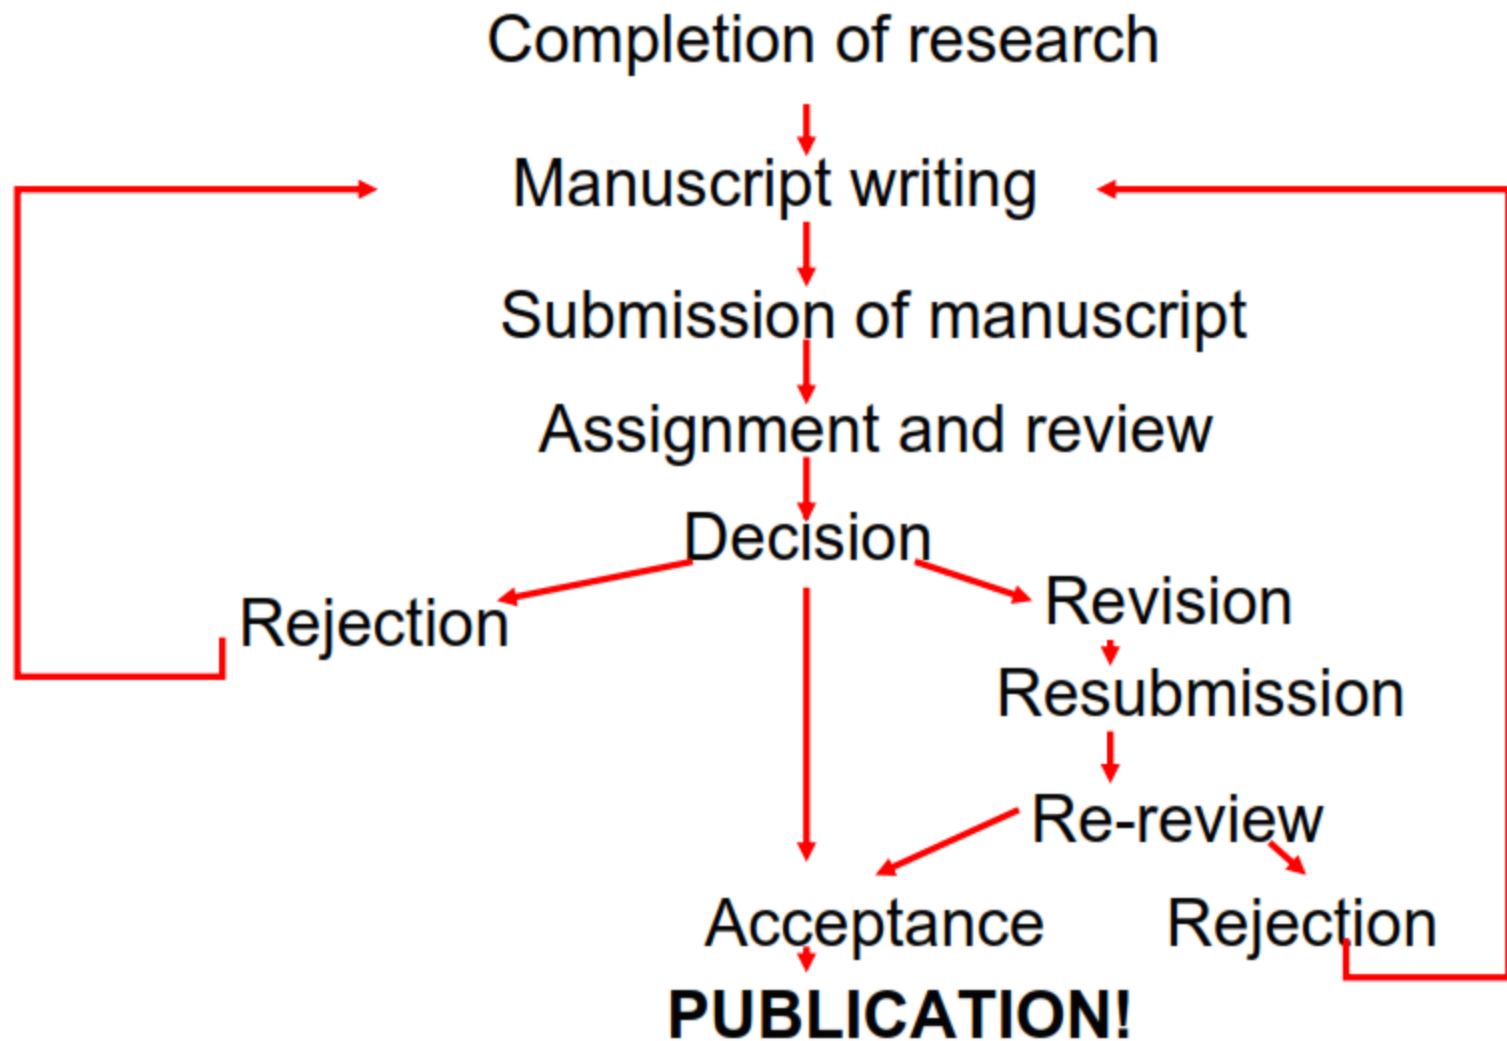 Completion of research
Manuscript writing
Submission of manuscript
Assignment and review
Decision
Rejection
Revision
Resubmission
Re-review
Acceptance
Rejection
PUBLICATION!